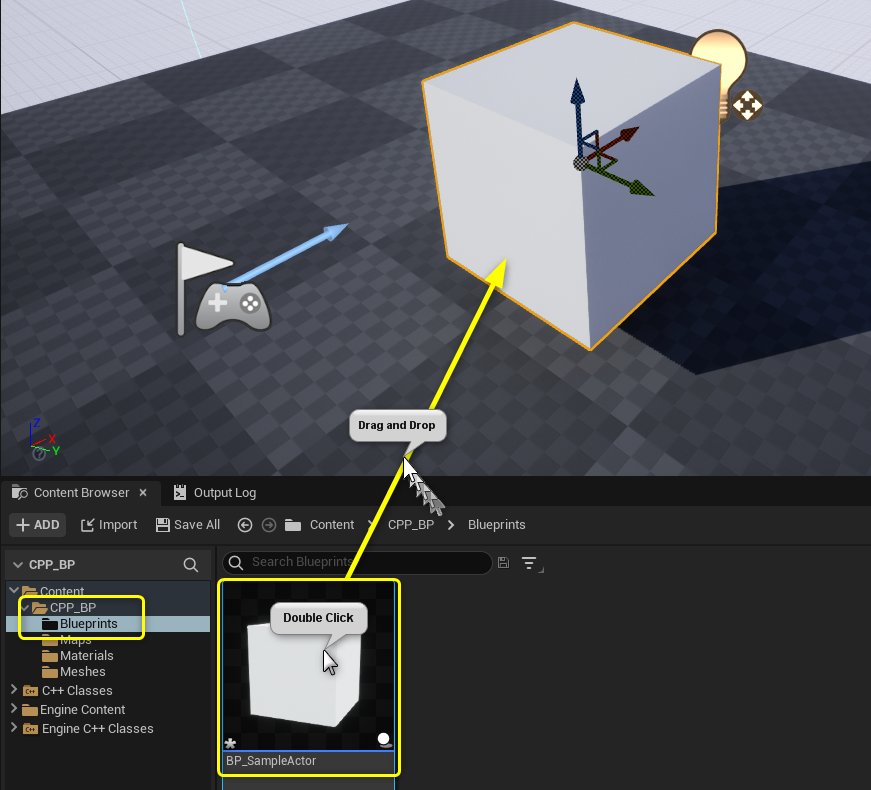 Drag and Drop
Z
X
Y
?
Content Browser
Output Log
ADD
Import
Save All
Content
CPP_BP
Blueprints
CPP_BP
Search Blueprints
Content
CPP_BP
Blueprints
Maps
Materials
Meshes
C++ Classes
Engine Content
Engine C++ Classes
Double Click
BP_SampleActor